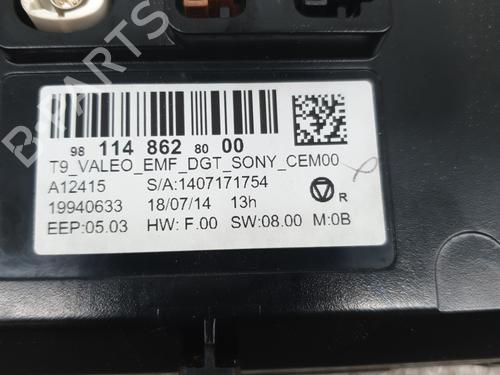 98 114 862 80 00
T9_VALEO_EMF_DGT_SONY_CEM00
A12415 S/A:1407171754
19940633 18/07/14 13h
R
EEP:05.03 HW: F.00 SW:08.00 M:0B
B-PARTS